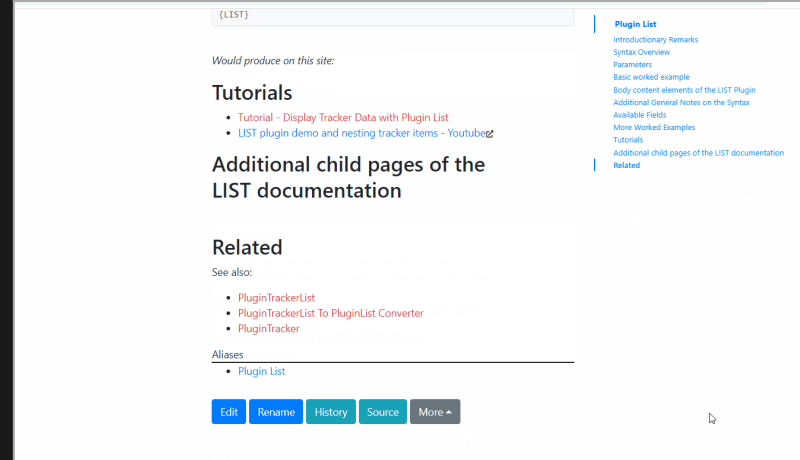 {LIST}
Would produce on this site:
Tutorials
Tutorial - Display Tracker Data with Plugin List
LIST plugin demo and nesting tracker items - Youtube
Additional child pages of the
LIST documentation
Related
See also:
PluginTrackerList
PluginTrackerList To PluginList Converter
PluginTracker
Aliases
Plugin List
Edit Rename History Source More
Plugin List
Introductionary Remarks
Syntax Overview
Parameters
Basic worked example
Body content elements of the LIST Plugin
Additional General Notes on the Syntax
Available Fields
More Worked Examples
Tutorials
Additional child pages of the LIST documentation
Related